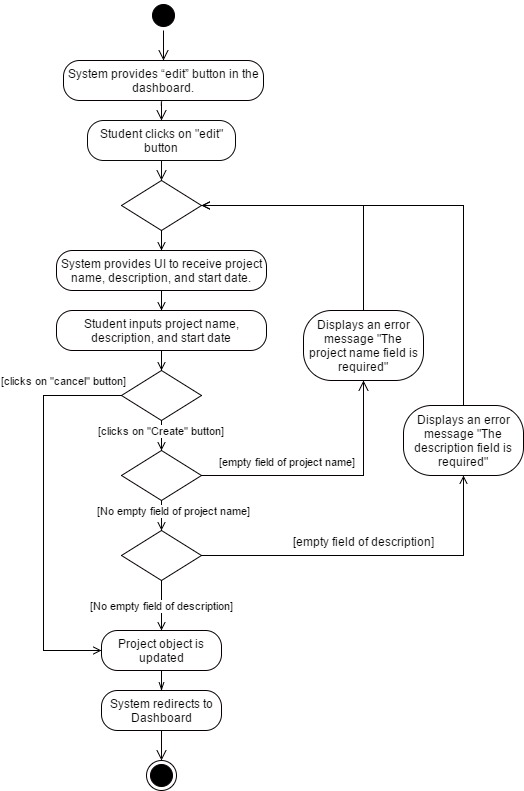 System provides “edit” button in the
dashboard.
Student clicks on "edit"
button
System provides UI to receive project
name, description, and start date.
Student inputs project name,
description, and start date
Displays an error
message "The
project name field is
required"
[clicks on "cancel" button]
Displays an error
message "The
description field is
required"
[clicks on "Create" button]
[empty field of project name]
[No empty field of project name]
[empty field of description]
[No empty field of description]
Project object is
updated
System redirects to
Dashboard